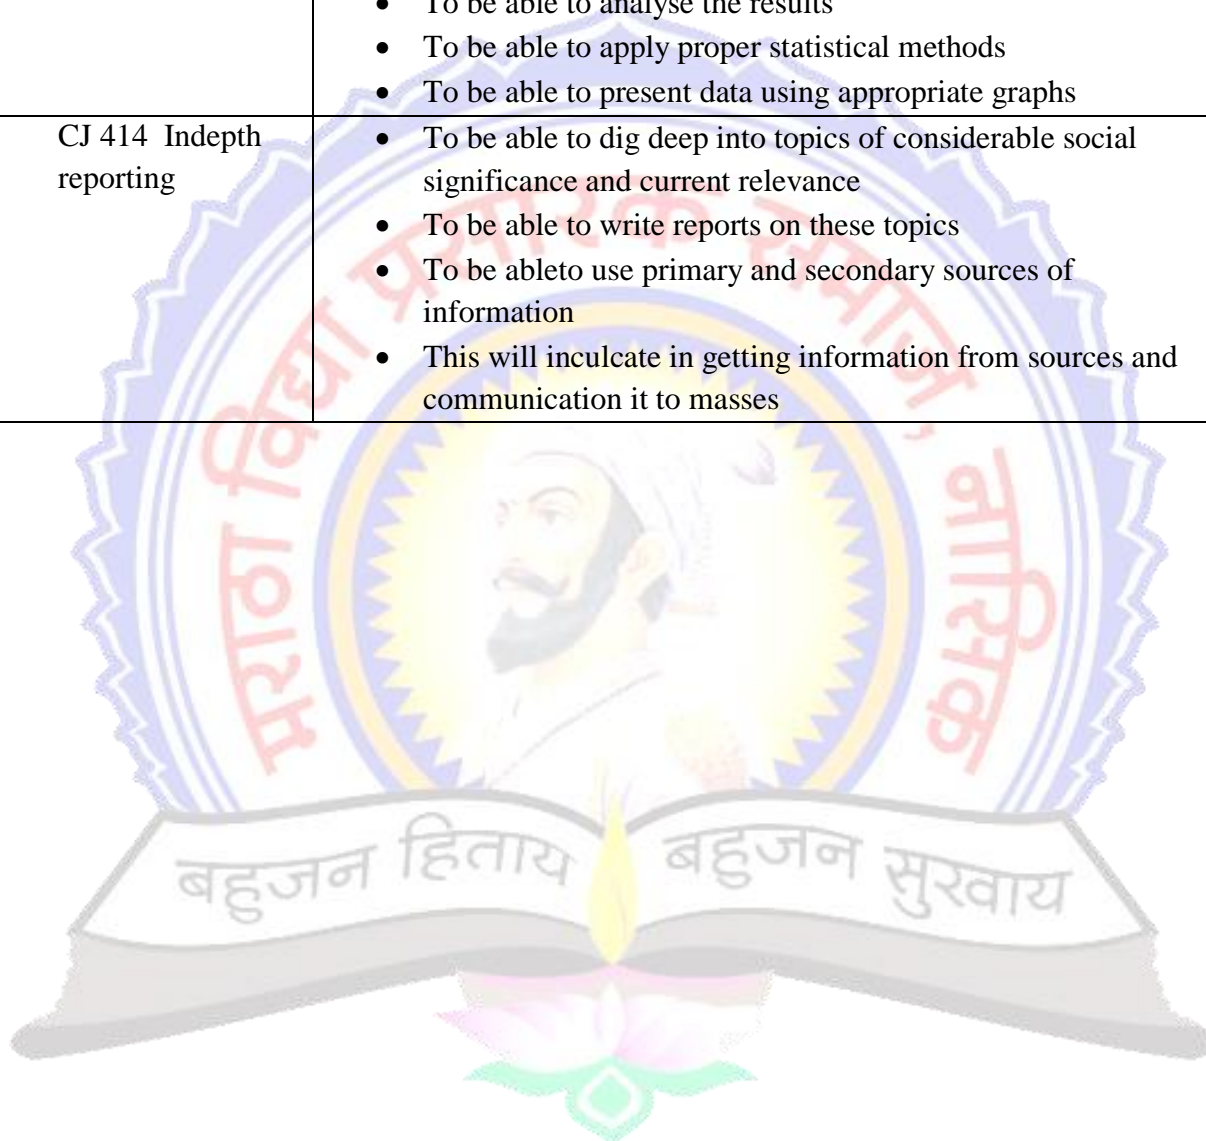 • To be able to analyse the results
• To be able to apply proper statistical methods
• To be able to present data using appropriate graphs
CJ 414 Indepth
reporting
• To be able to dig deep into topics of considerable social
significance and current relevance
• To be able to write reports on these topics
• To be ableto use primary and secondary sources of
information
• This will inculcate in getting information from sources and
communication it to masses
मराठा विद्या प्रसारक समाज, नाशिक
बहुजन हिताय बहुजन सुखाय